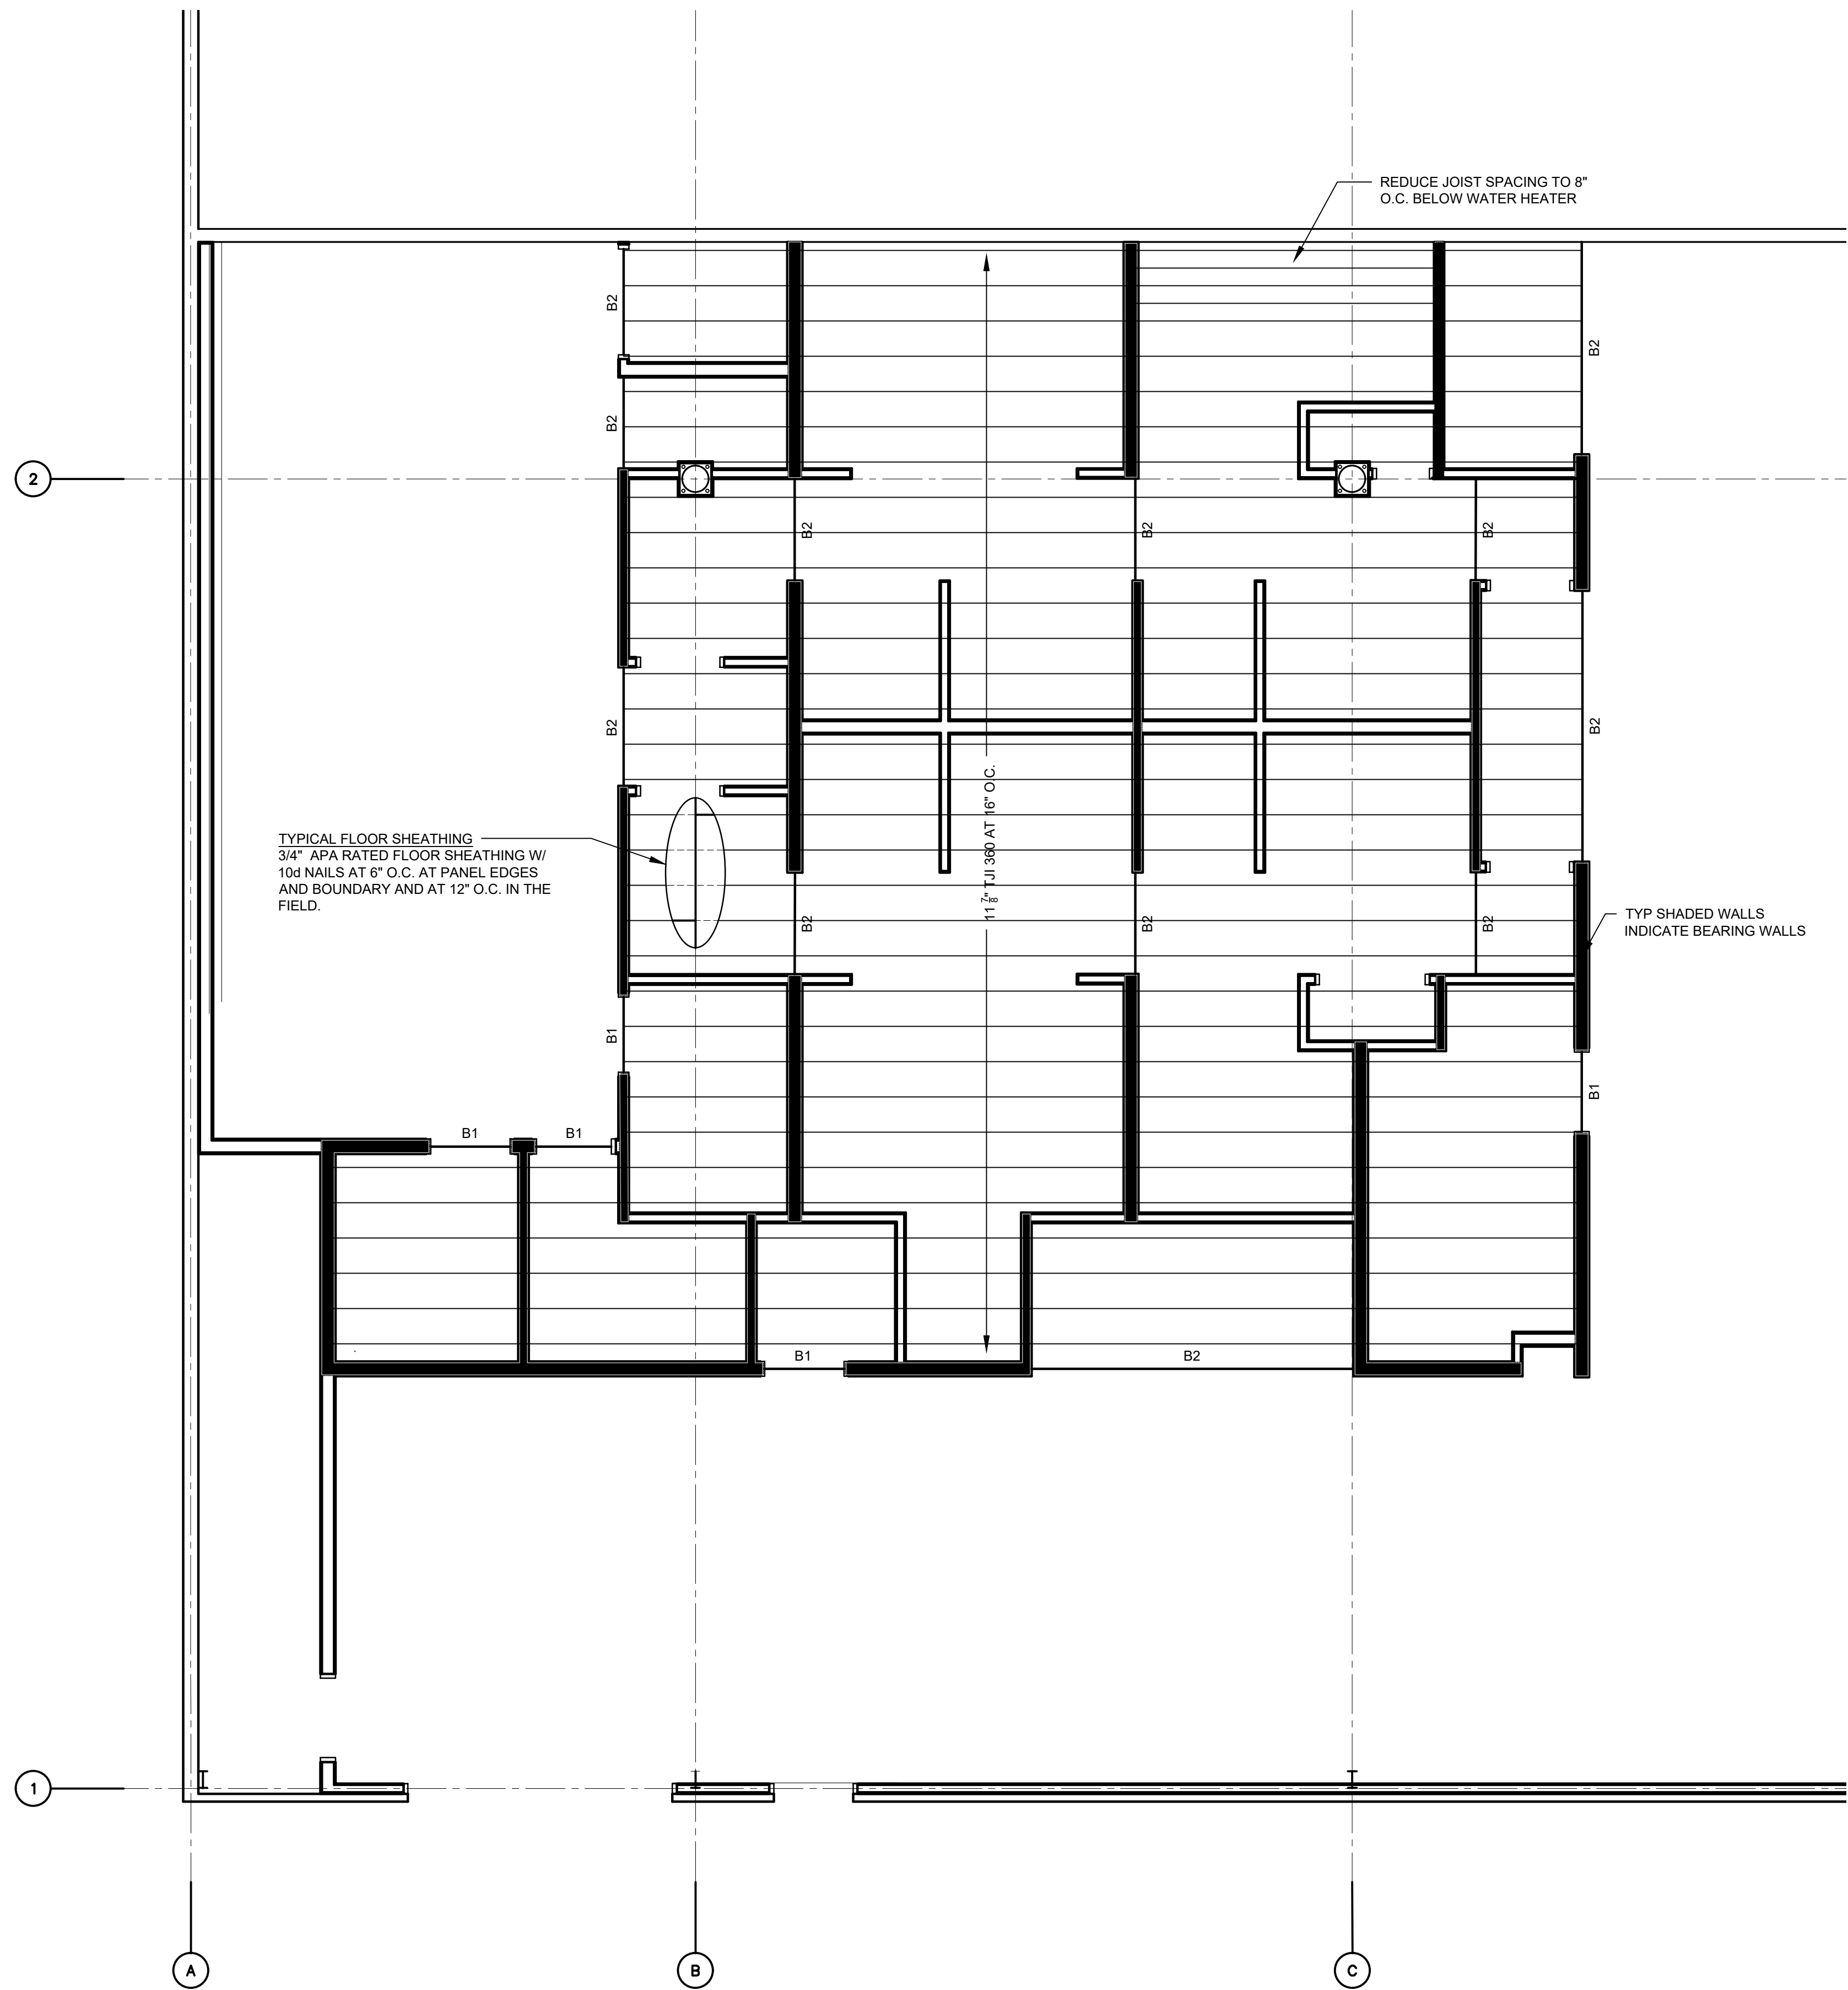 REDUCE JOIST SPACING TO 8"
O.C. BELOW WATER HEATER
B2
B2
B2
2
B2
B2
B2
B2
B2
11 7/8" TJI 360 AT 16" O.C.
TYPICAL FLOOR SHEATHING
3/4" APA RATED FLOOR SHEATHING W/
10d NAILS AT 6" O.C. AT PANEL EDGES
AND BOUNDARY AND AT 12" O.C. IN THE
FIELD.
B2
B2
B2
TYP SHADED WALLS
INDICATE BEARING WALLS
B1
B1
B1
B1
B1
B2
1
A
B
C